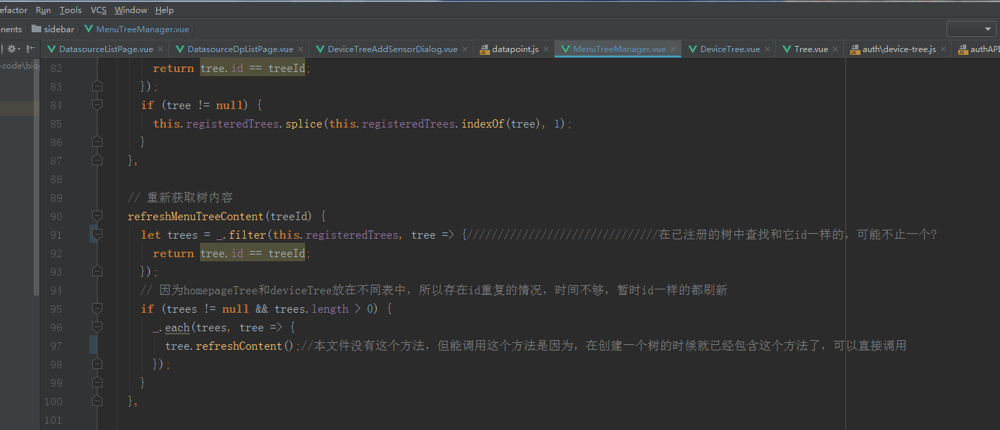 efactor Run Tools VCS Window Help
nents sidebar MenuTreeManager.vue
DatasourceListPage.vue DatasourceDpListPage.vue DeviceTreeAddSensorDialog.vue datapoint.js MenuTreeManager.vue DeviceTree.vue Tree.vue auth\device-tree.js authAPI
-code\bio
82 return tree.id == treeId;
83 });
84 if (tree != null) {
85 this.registeredTrees.splice(this.registeredTrees.indexOf(tree), 1);
86 }
87 },
88
89 // 重新获取树内容
90 refreshMenuTreeContent(treeId) {
91 let trees = _.filter(this.registeredTrees, tree => {///////////////////////////////在已注册的树中查找和它id一样的，可能不止一个?
92 return tree.id == treeId;
93 });
94 // 因为homepageTree和deviceTree放在不同表中，所以存在id重复的情况，时间不够，暂时id一样的都刷新
95 if (trees != null && trees.length > 0) {
96 _.each(trees, tree => {
97 tree.refreshContent();//本文件没有这个方法，但能调用这个方法是因为，在创建一个树的时候就已经包含这个方法了，可以直接调用
98 });
99 }
100 },
101